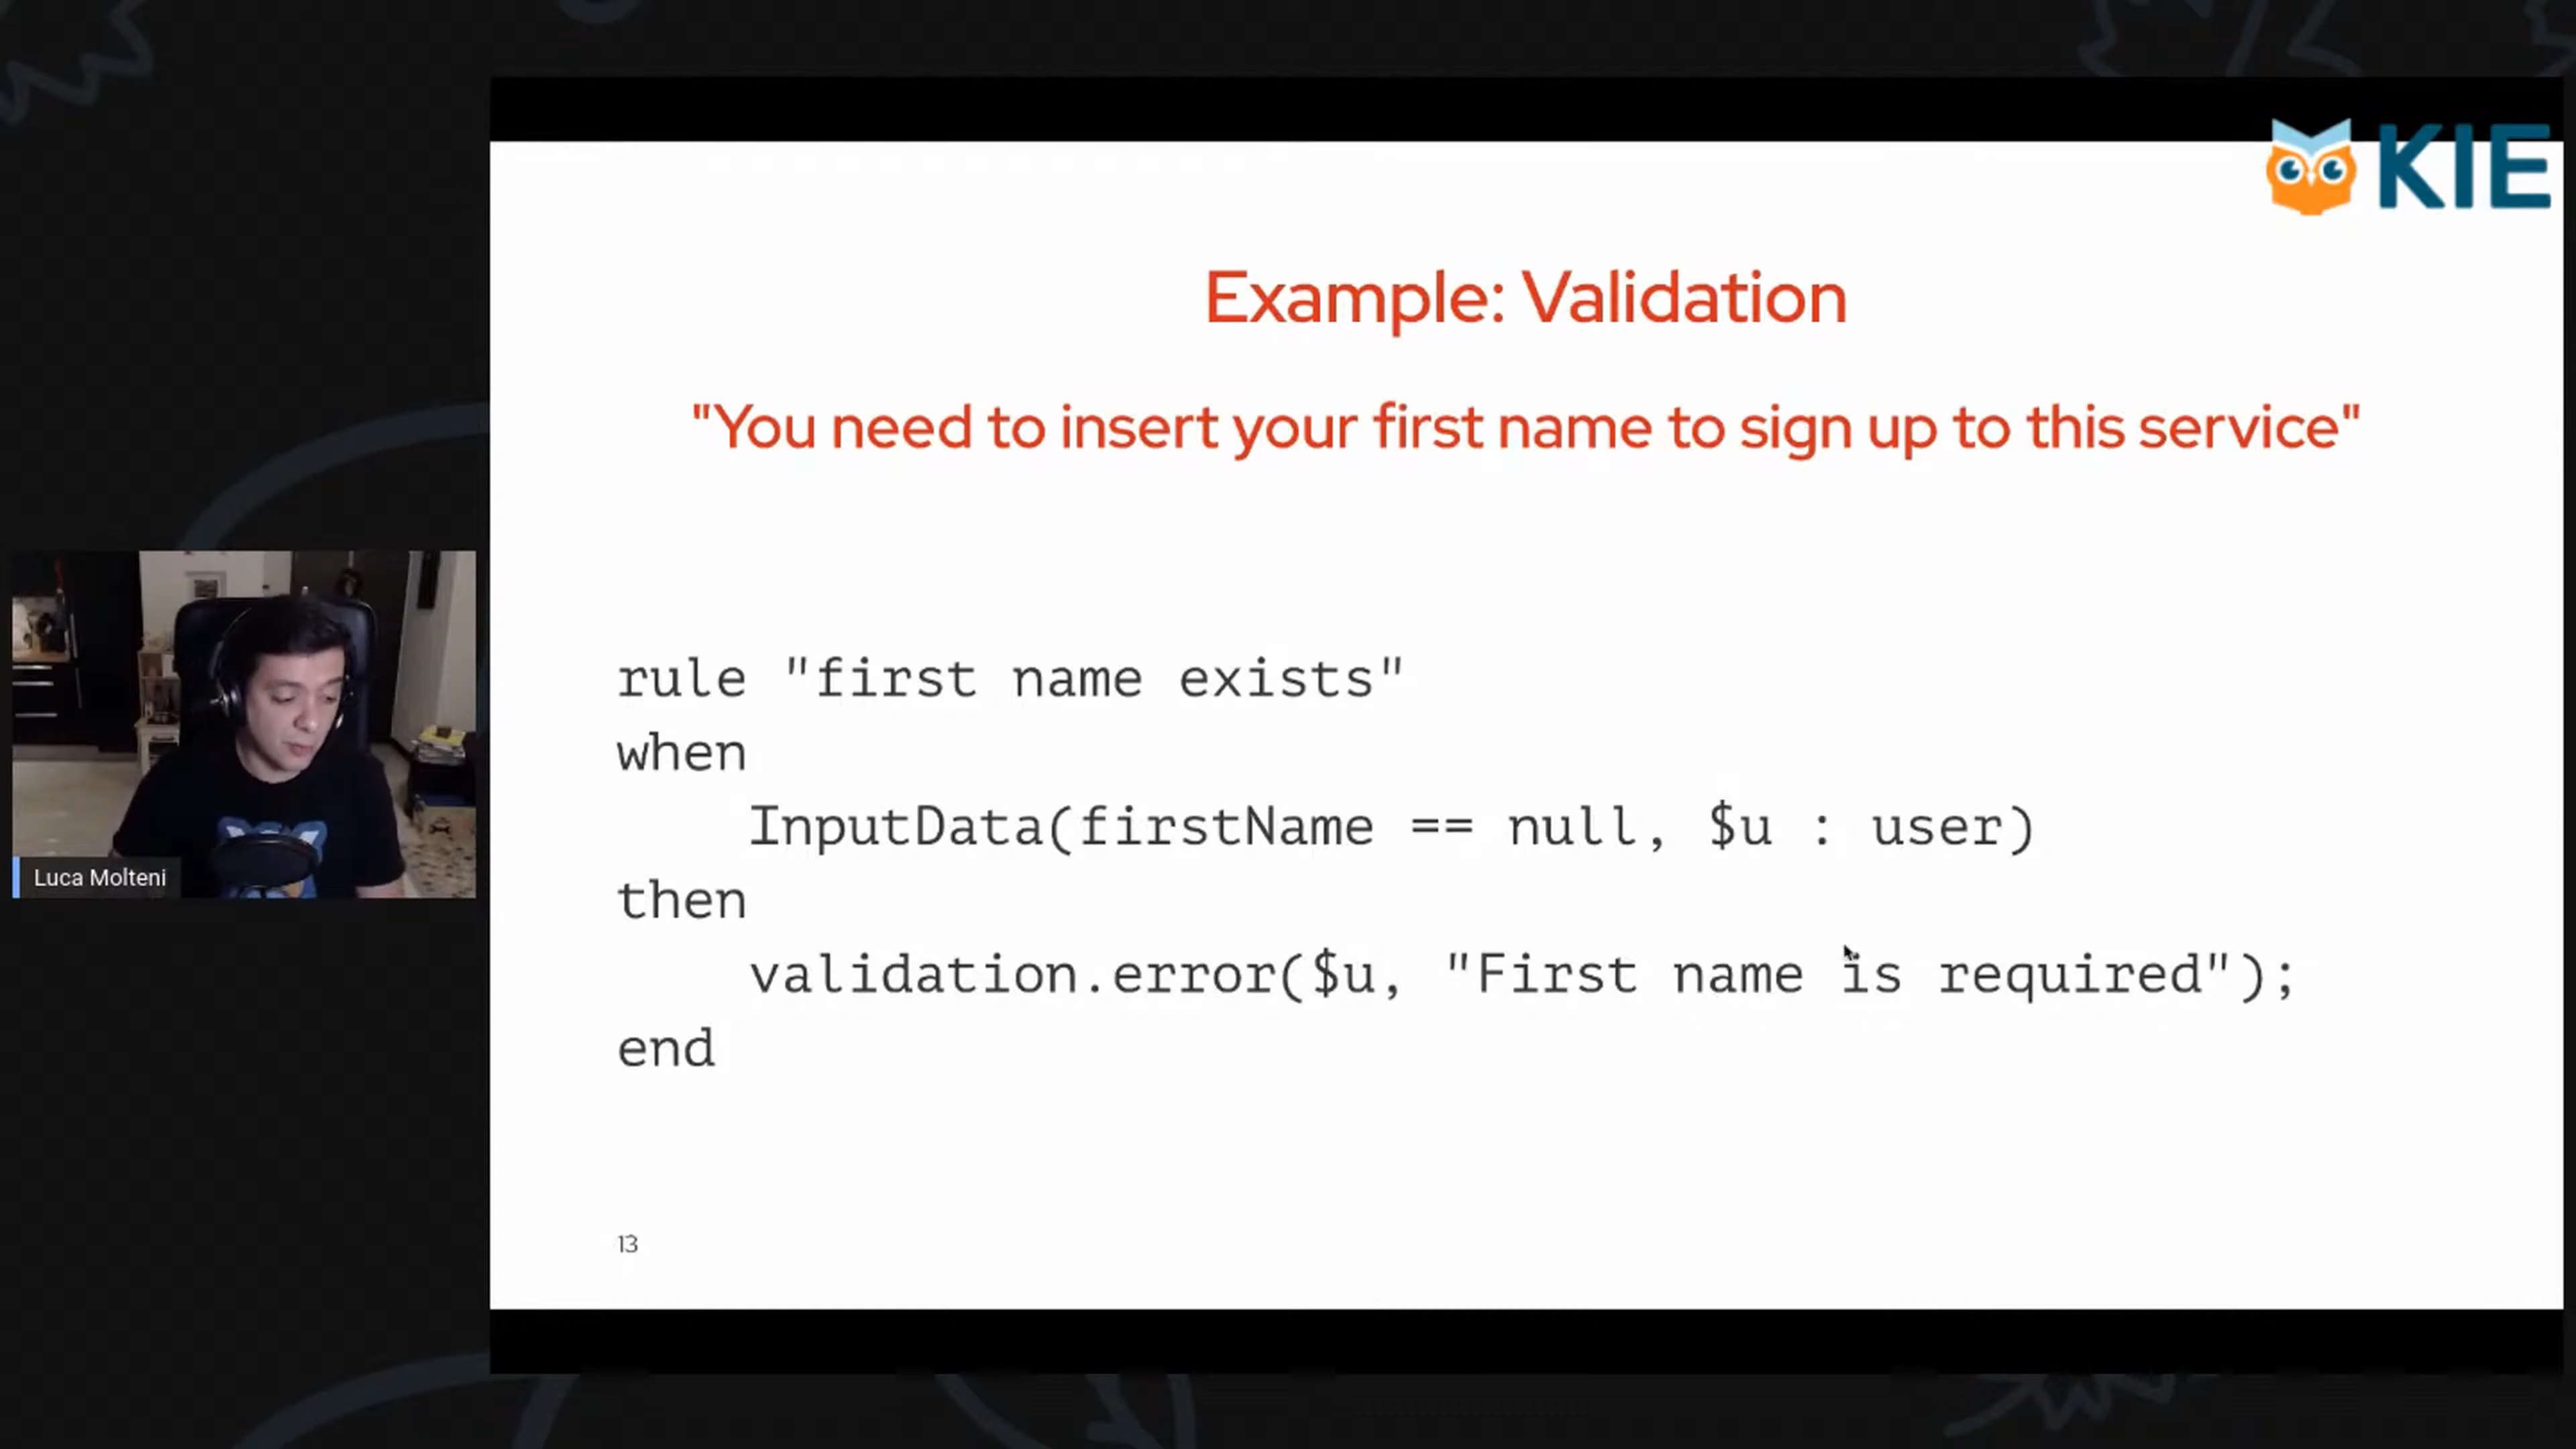 KIE
Example: Validation
"You need to insert your first name to sign up to this service"
rule "first name exists"
when
    InputData(firstName == null, $u : user)
then
    validation.error($u, "First name is required");
end
13
Luca Molteni